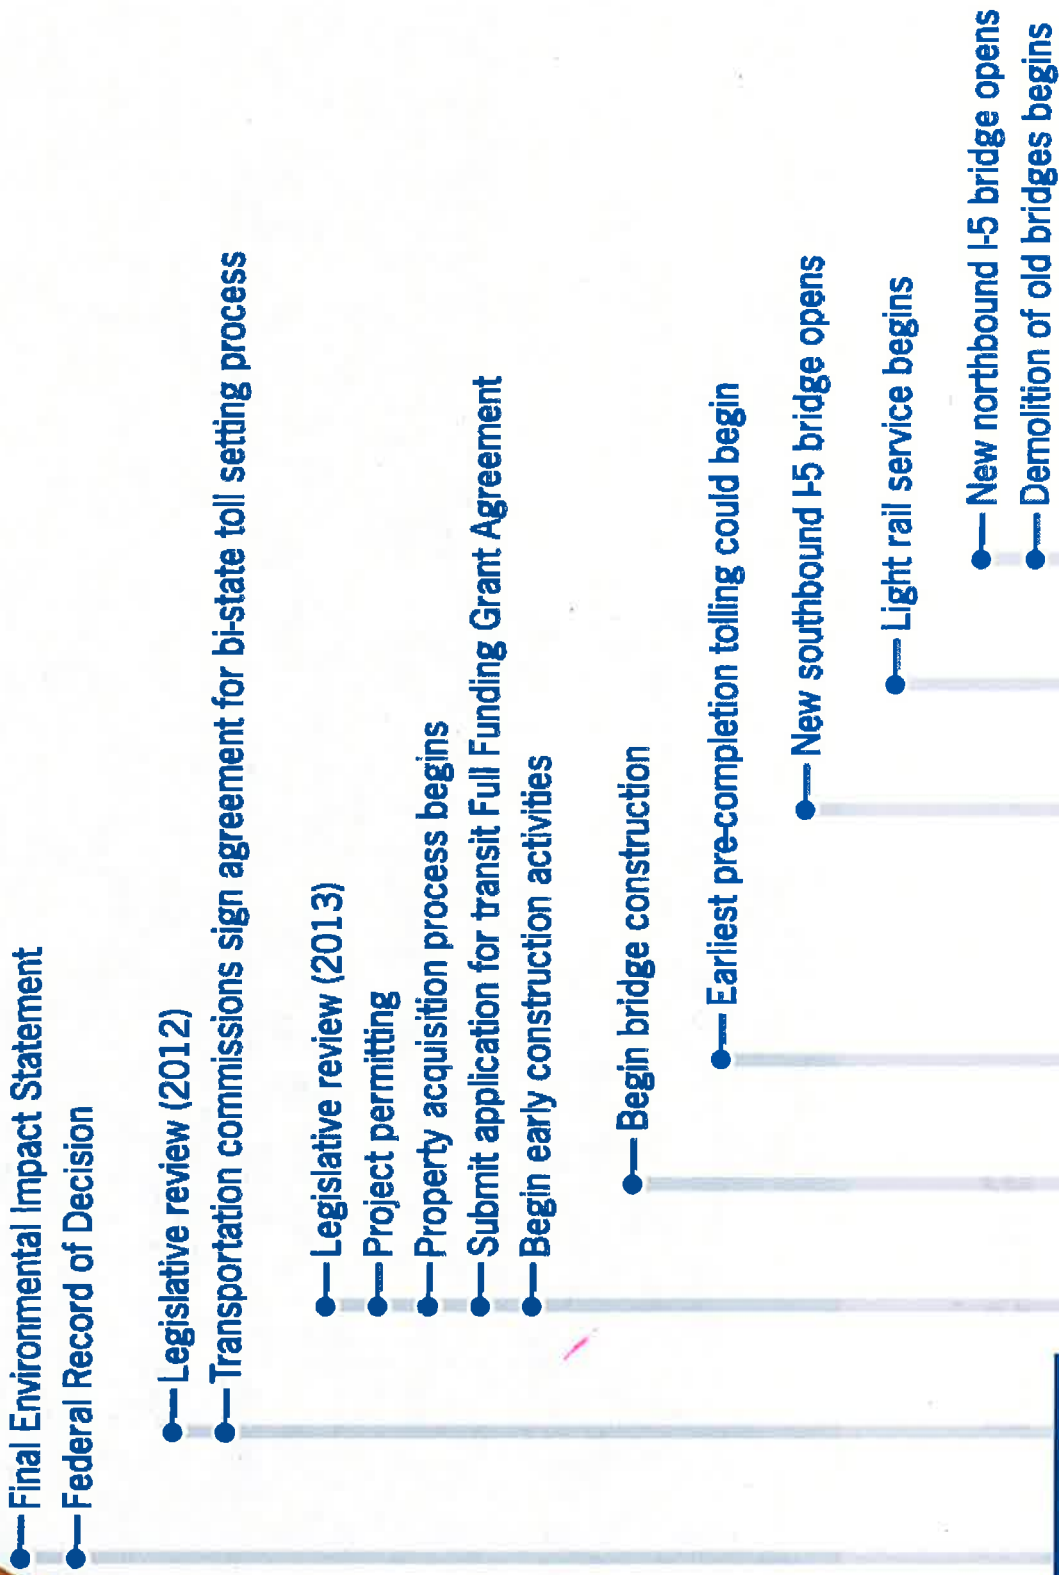 Final Environmental Impact Statement
Federal Record of Decision
Legislative review (2012)
Transportation commissions sign agreement for bi-state toll setting process
Legislative review (2013)
Project permitting
Property acquisition process begins
Submit application for transit Full Funding Grant Agreement
Begin early construction activities
Begin bridge construction
Earliest pre-completion tolling could begin
New southbound I-5 bridge opens
Light rail service begins
New northbound I-5 bridge opens
Demolition of old bridges begins